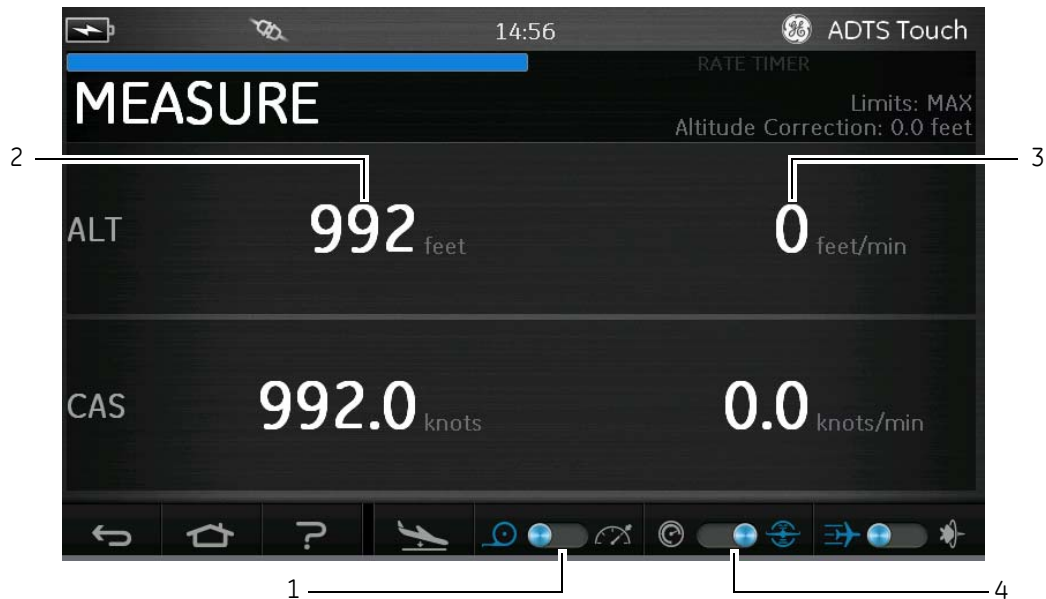 14:56
ADTS Touch
RATE TIMER
MEASURE
Limits: MAX
Altitude Correction: 0.0 feet
2
3
ALT
992 feet
0 feet/min
CAS
992.0 knots
0.0 knots/min
?
1
4